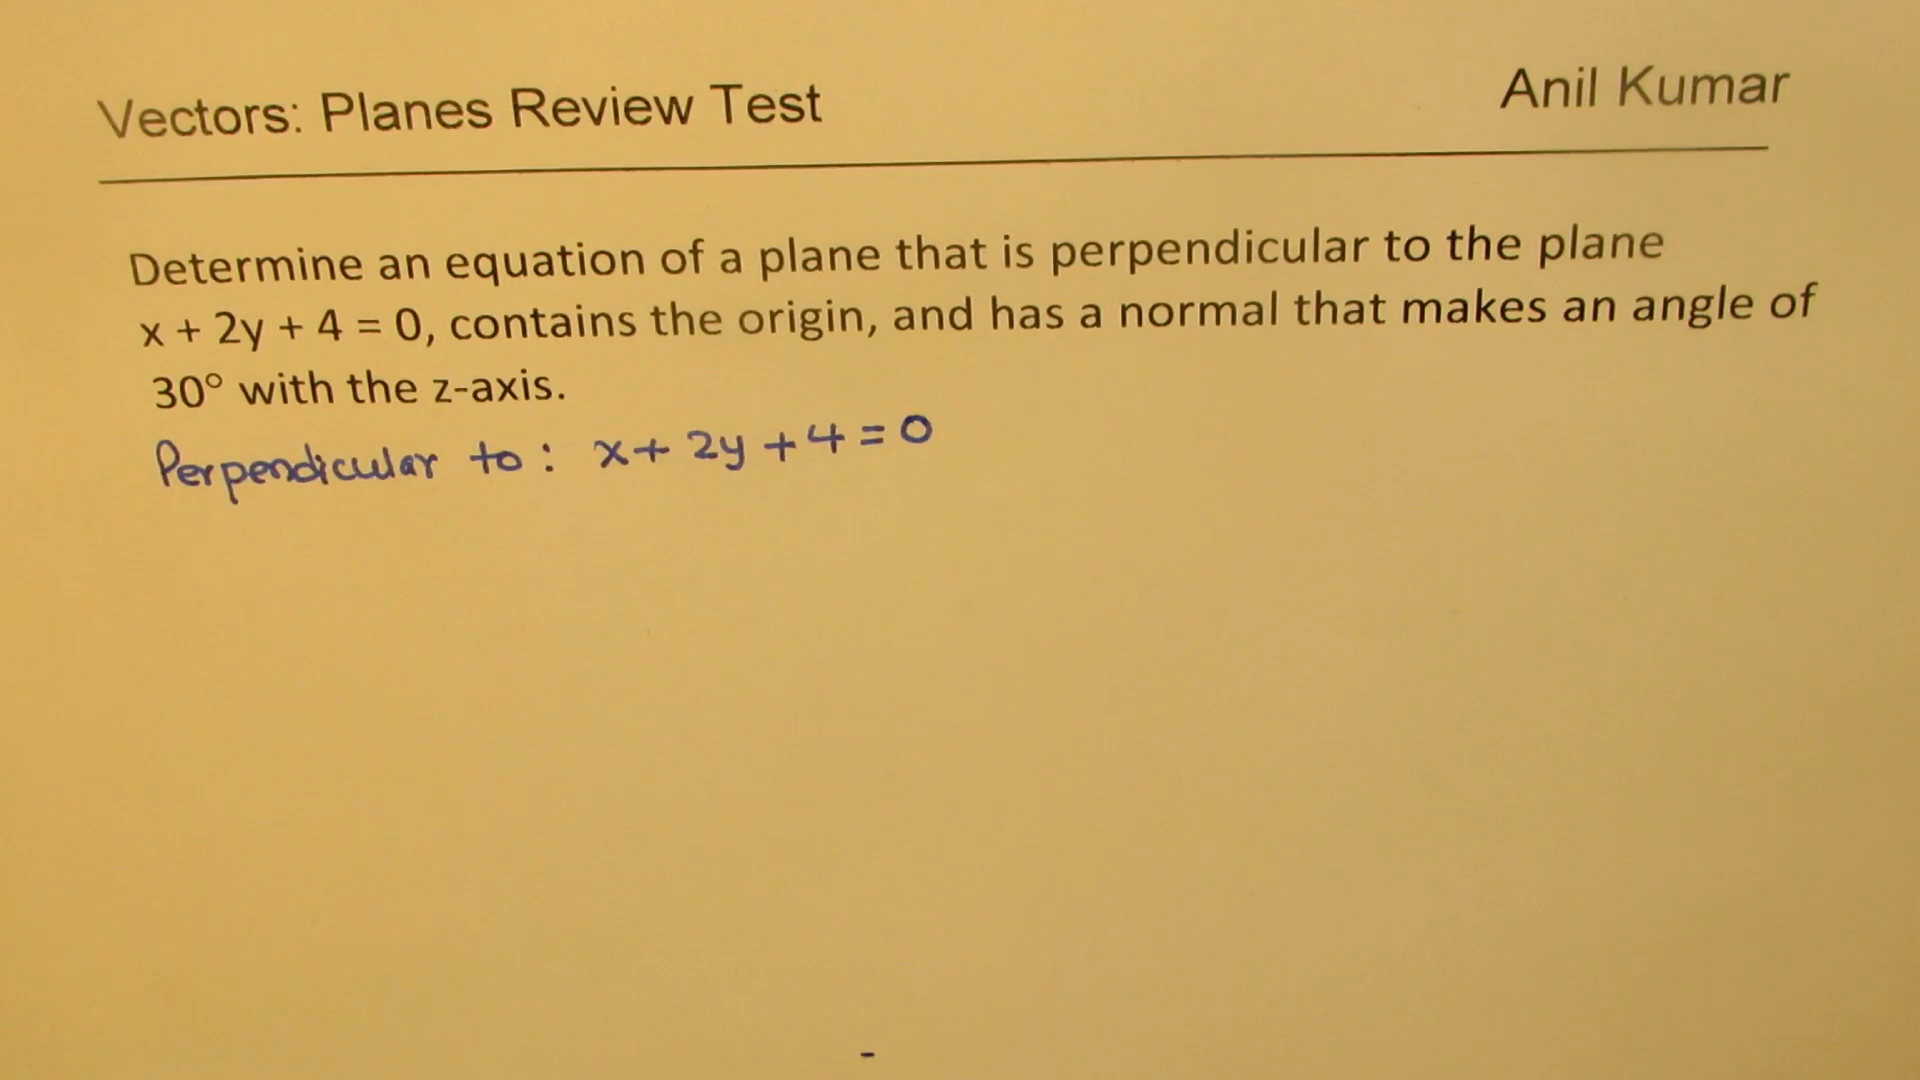 Vectors: Planes Review Test
Anil Kumar
Determine an equation of a plane that is perpendicular to the plane
x + 2y + 4 = 0, contains the origin, and has a normal that makes an angle of
30° with the z-axis.
Perpendicular to : x + 2y + 4 = 0